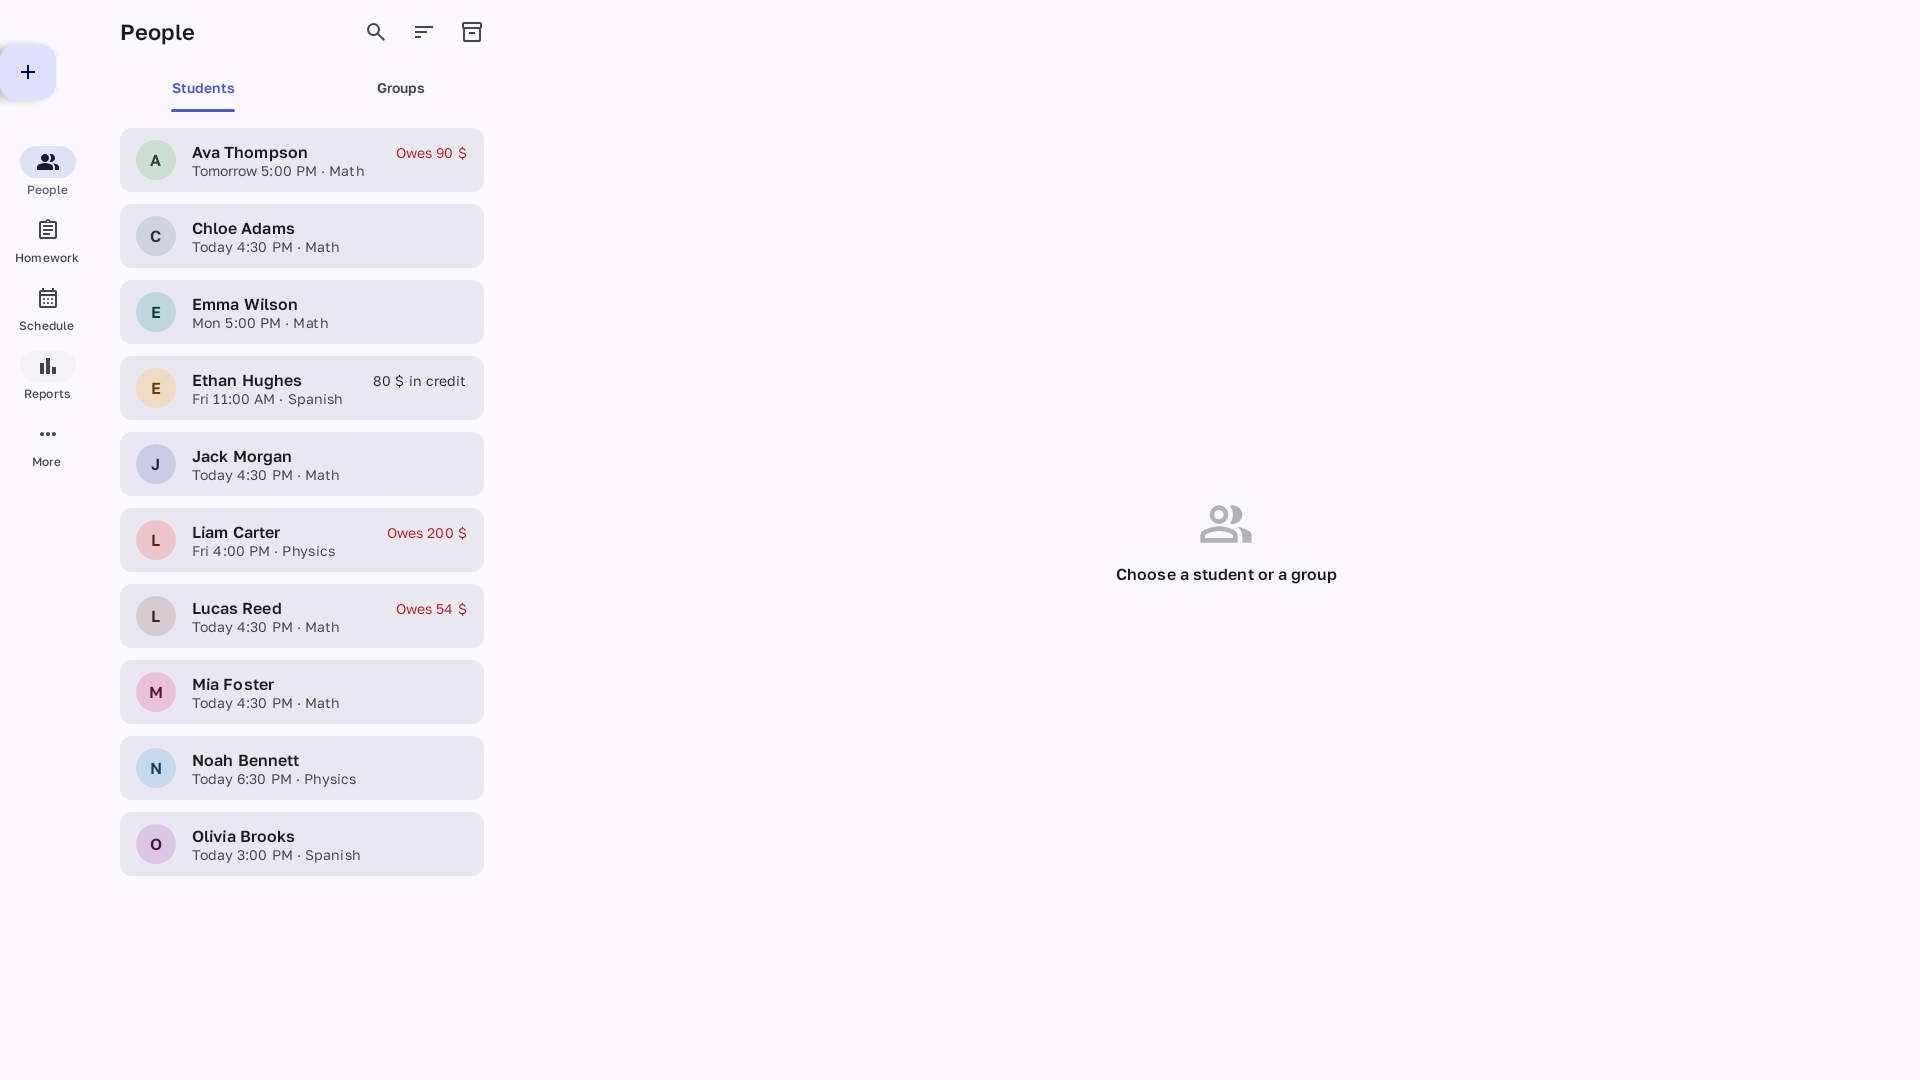 People
Students
Groups
A
Ava Thompson
Owes 90 $
Tomorrow 5:00 PM · Math
C
Chloe Adams
Today 4:30 PM · Math
E
Emma Wilson
Mon 5:00 PM · Math
E
Ethan Hughes
80 $ in credit
Fri 11:00 AM · Spanish
J
Jack Morgan
Today 4:30 PM · Math
L
Liam Carter
Owes 200 $
Fri 4:00 PM · Physics
L
Lucas Reed
Owes 54 $
Today 4:30 PM · Math
M
Mia Foster
Today 4:30 PM · Math
N
Noah Bennett
Today 6:30 PM · Physics
O
Olivia Brooks
Today 3:00 PM · Spanish
People
Homework
Schedule
Reports
More
Choose a student or a group